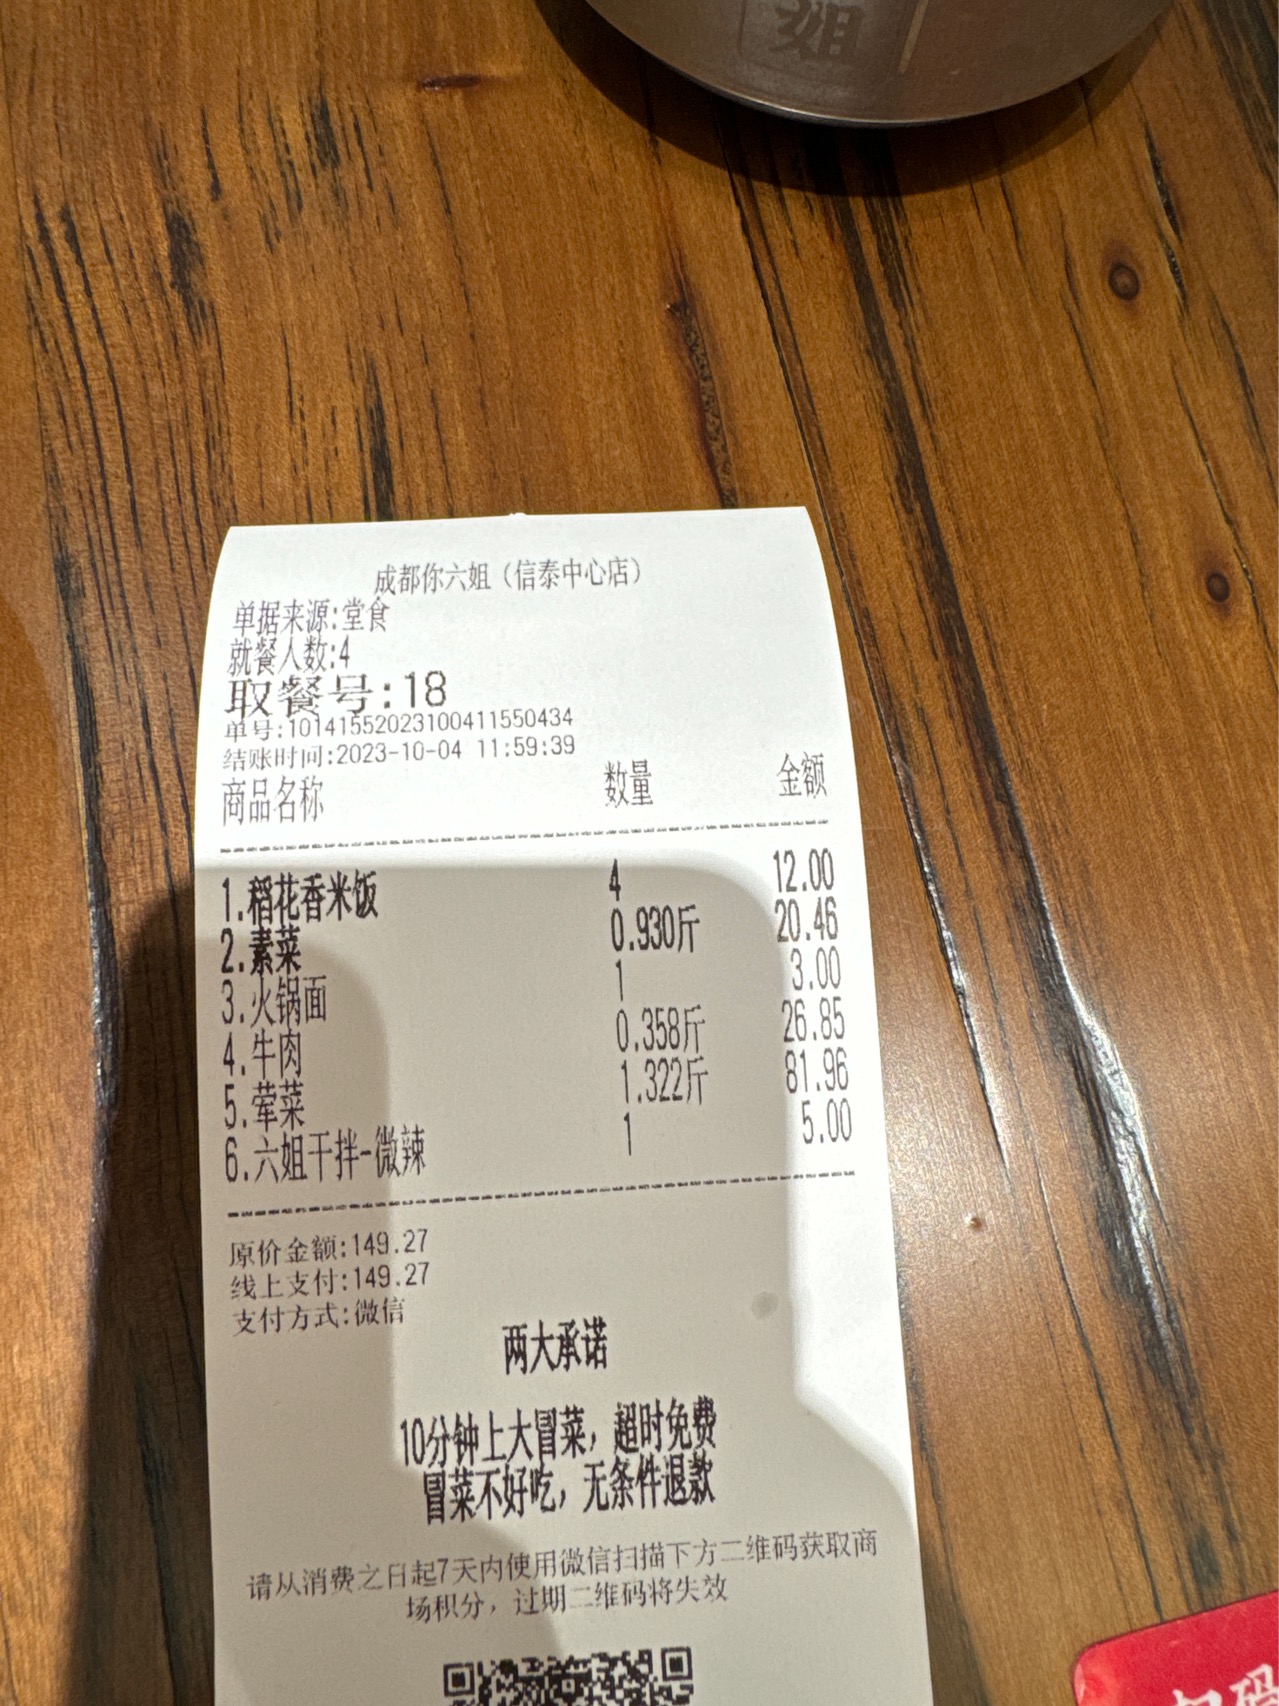 姐
成都你六姐（信泰中心店）
单据来源:堂食
就餐人数:4
取餐号:18
单号:10141552023100411550434
结账时间:2023-10-04 11:59:39
商品名称 数量 金额
1.稻花香米饭 4 12.00
2.素菜 0.930斤 20.46
3.火锅面 1 3.00
4.牛肉 0.358斤 26.85
5.荤菜 1.322斤 81.96
6.六姐干拌-微辣 1 5.00
原价金额:149.27
线上支付:149.27
支付方式:微信
两大承诺
10分钟上大冒菜，超时免费
冒菜不好吃，无条件退款
请从消费之日起7天内使用微信扫描下方二维码获取商
场积分，过期二维码将失效
扫码